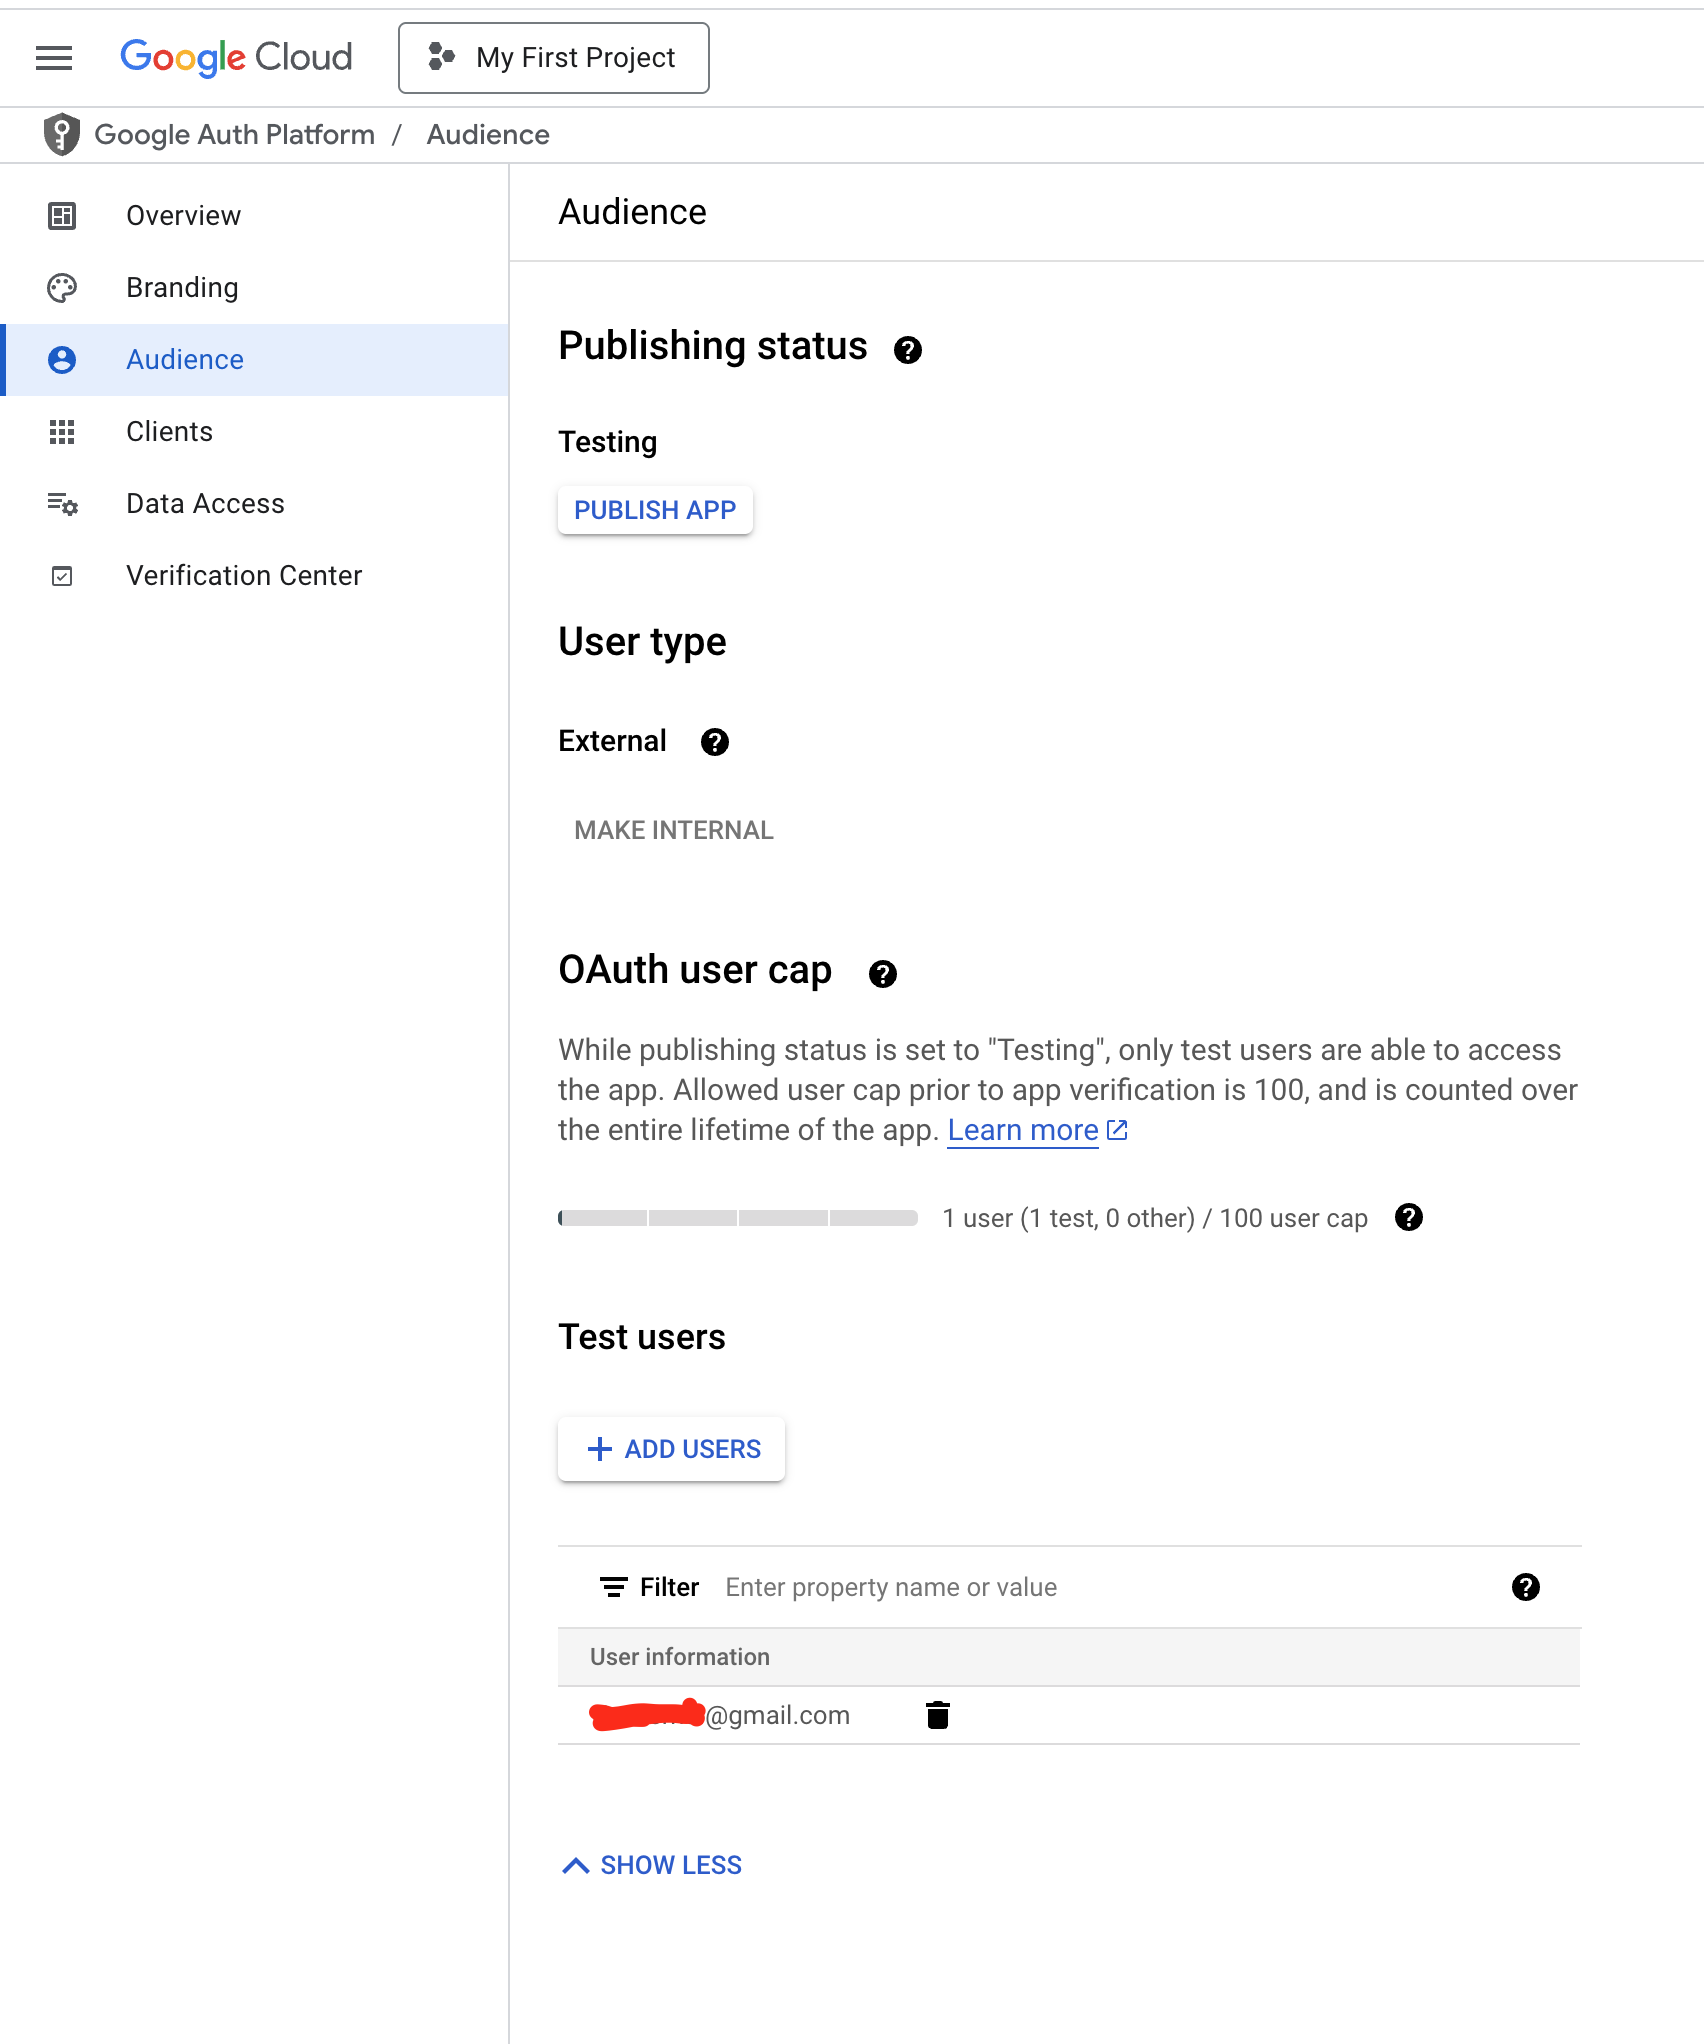 Google Cloud
My First Project
Google Auth Platform / Audience
Overview
Branding
Audience
Clients
Data Access
Verification Center
Audience
Publishing status
Testing
PUBLISH APP
User type
External
MAKE INTERNAL
OAuth user cap
While publishing status is set to "Testing", only test users are able to access
the app. Allowed user cap prior to app verification is 100, and is counted over
the entire lifetime of the app. Learn more
1 user (1 test, 0 other) / 100 user cap
Test users
+ ADD USERS
Filter Enter property name or value
User information
@gmail.com
SHOW LESS